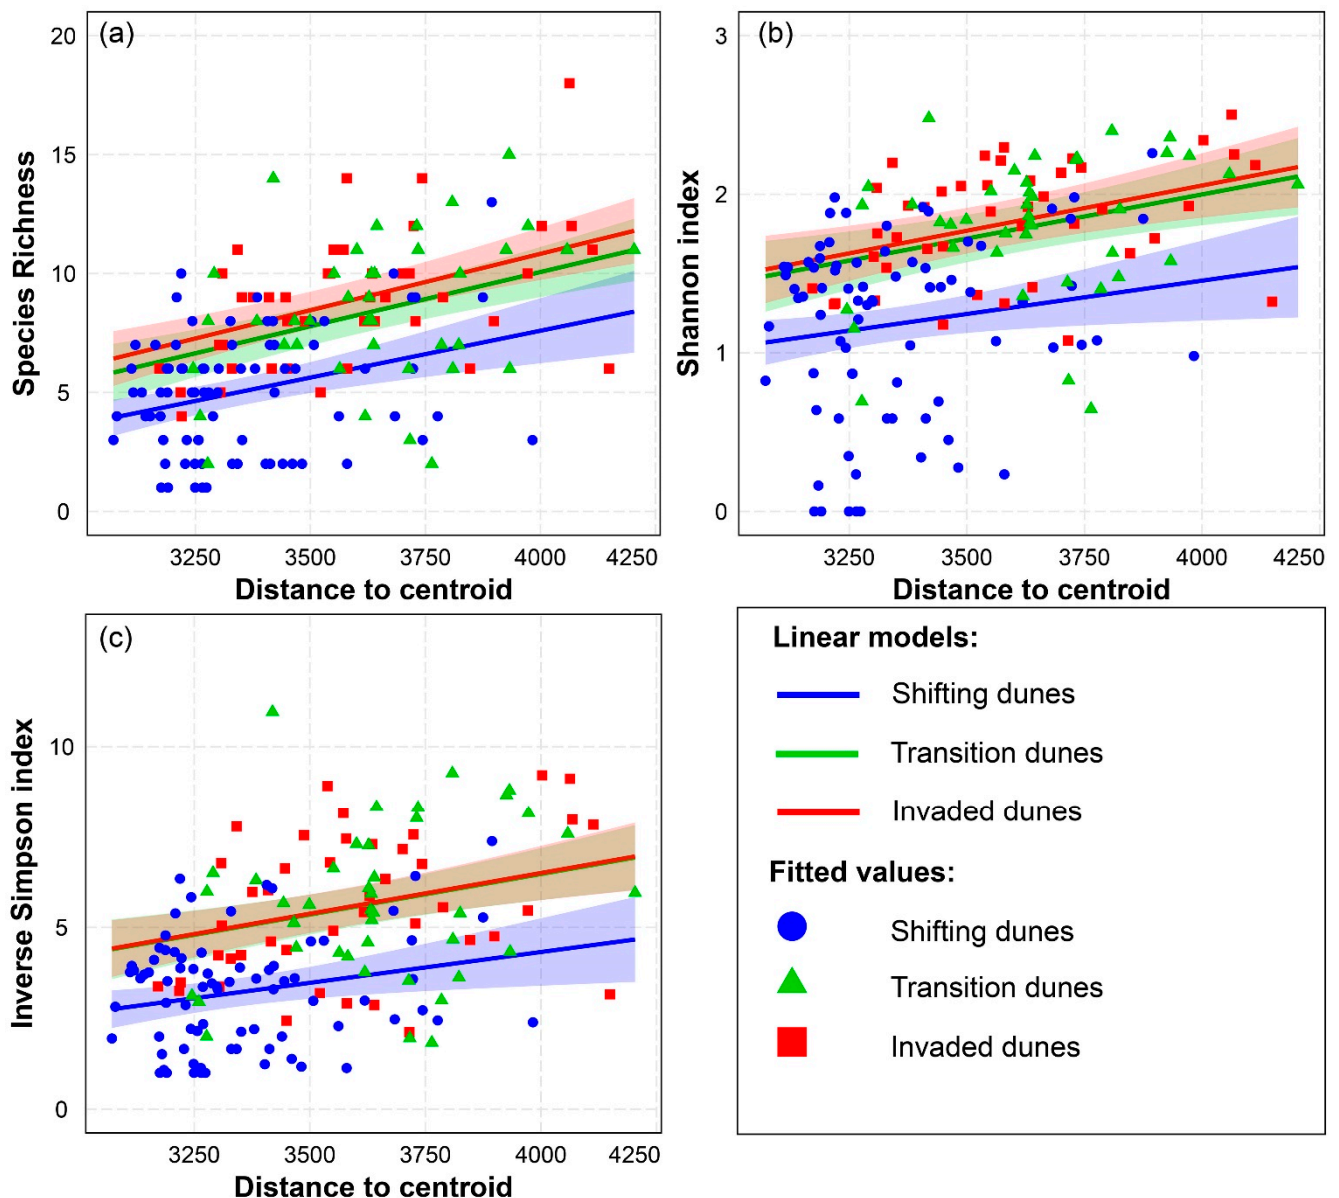 (a)
20
15
10
5
0
Species Richness
3250
3500
3750
4000
4250
Distance to centroid
(b)
3
2
1
0
Shannon index
3250
3500
3750
4000
4250
Distance to centroid
(c)
10
5
0
Inverse Simpson index
3250
3500
3750
4000
4250
Distance to centroid
Linear models:
Shifting dunes
Transition dunes
Invaded dunes
Fitted values:
Shifting dunes
Transition dunes
Invaded dunes